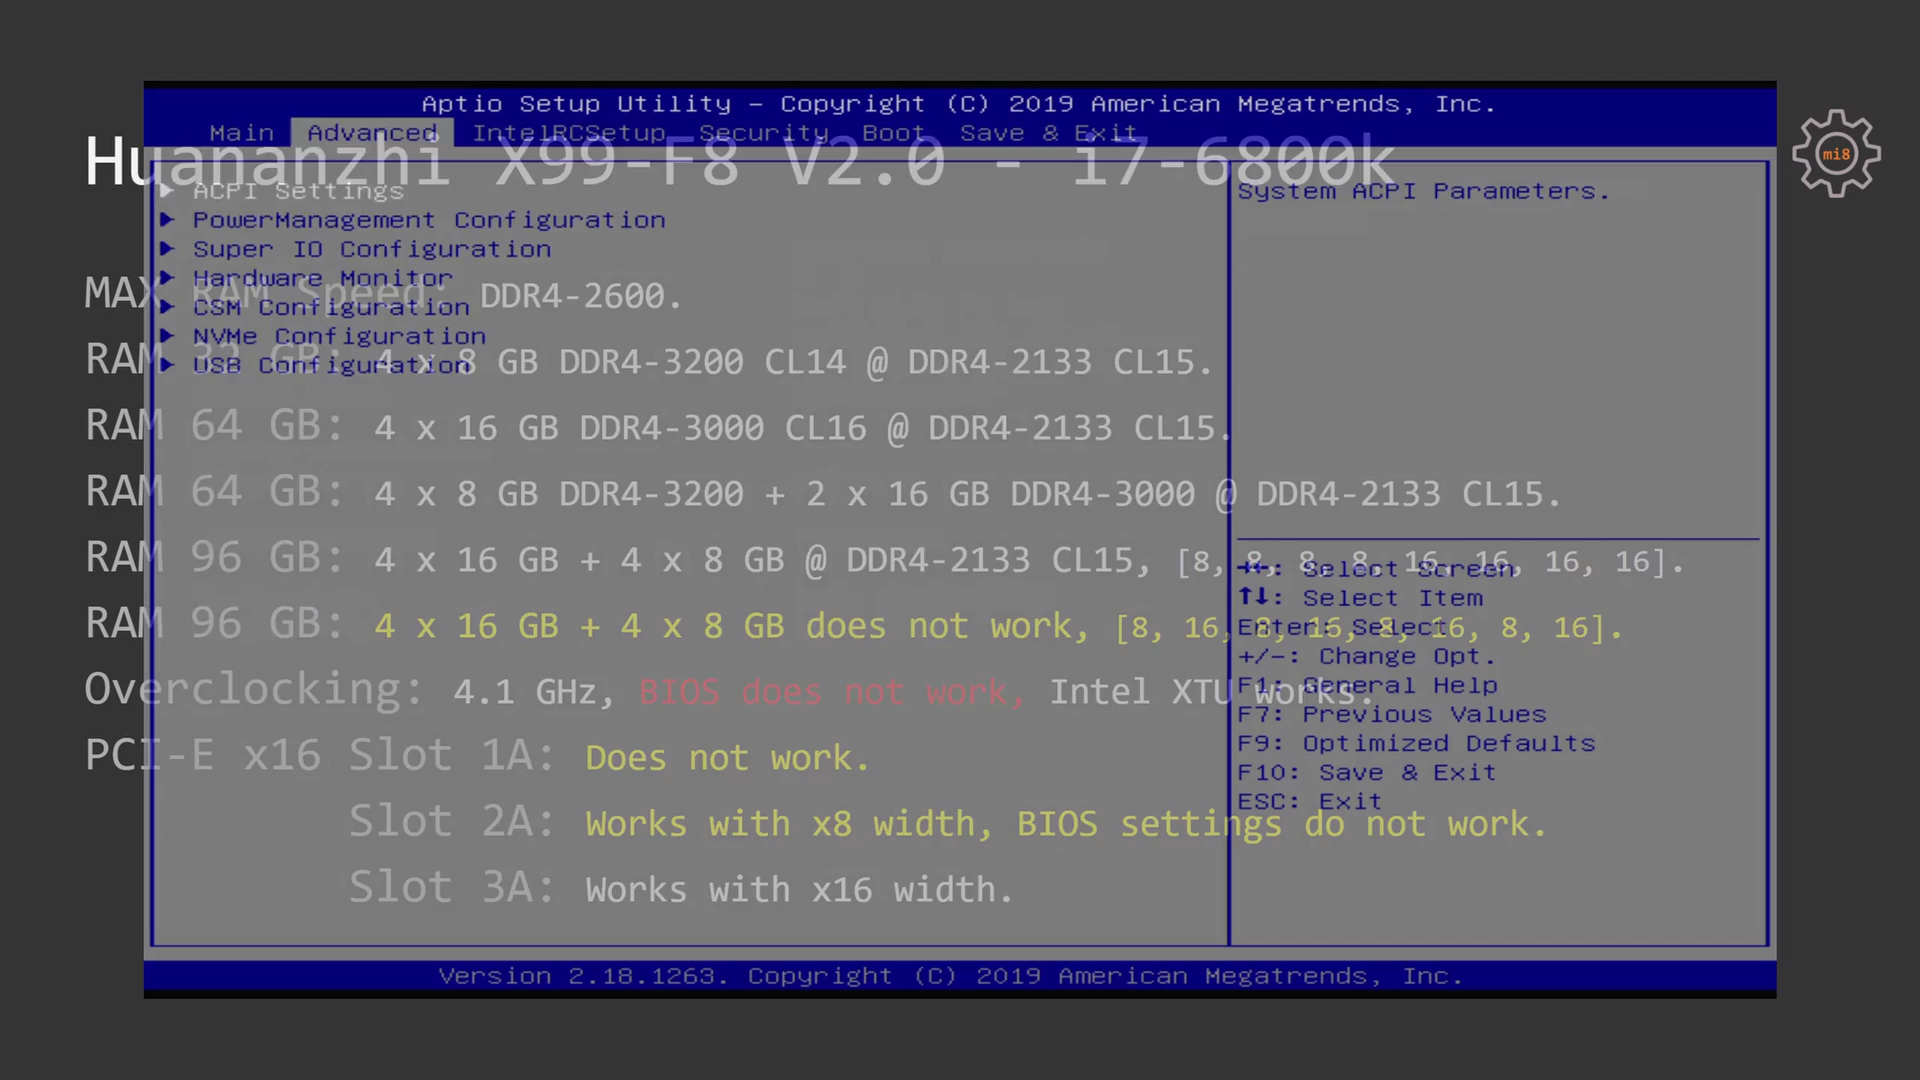 Aptio Setup Utility – Copyright (C) 2019 American Megatrends, Inc.
Main Advanced IntelRCSetup Security Boot Save & Exit
Huananzhi X99-F8 V2.0 - i7-6800k
mi8
ACPI Settings
System ACPI Parameters.
PowerManagement Configuration
Super IO Configuration
Hardware Monitor
MAX RAM Speed: DDR4-2600.
CSM Configuration
NVMe Configuration
RAM 32 GB: 4 x 8 GB DDR4-3200 CL14 @ DDR4-2133 CL15.
USB Configuration
RAM 64 GB: 4 x 16 GB DDR4-3000 CL16 @ DDR4-2133 CL15.
RAM 64 GB: 4 x 8 GB DDR4-3200 + 2 x 16 GB DDR4-3000 @ DDR4-2133 CL15.
RAM 96 GB: 4 x 16 GB + 4 x 8 GB @ DDR4-2133 CL15, [8, 8, 8, 8, 16, 16, 16, 16].
→←: Select Screen
↑↓: Select Item
RAM 96 GB: 4 x 16 GB + 4 x 8 GB does not work, [8, 16, 8, 16, 8, 16, 8, 16].
Enter: Select
+/-: Change Opt.
Overclocking: 4.1 GHz, BIOS does not work, Intel XTU works.
F1: General Help
F7: Previous Values
F9: Optimized Defaults
PCI-E x16 Slot 1A: Does not work.
F10: Save & Exit
ESC: Exit
Slot 2A: Works with x8 width, BIOS settings do not work.
Slot 3A: Works with x16 width.
Version 2.18.1263. Copyright (C) 2019 American Megatrends, Inc.